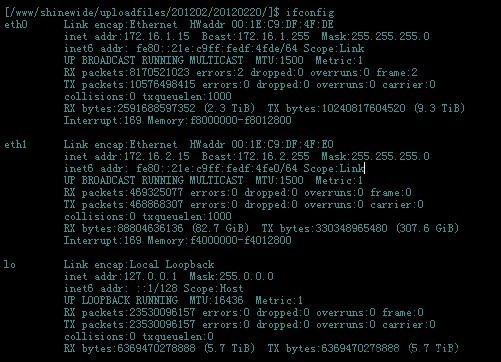 [/www/shinewide/uploadfiles/201202/20120220/]$ ifconfig
eth0 Link encap:Ethernet HWaddr 00:1E:C9:DF:4F:DE
inet addr:172.16.1.15 Bcast:172.16.1.255 Mask:255.255.255.0
inet6 addr: fe80::21e:c9ff:fedf:4fde/64 Scope:Link
UP BROADCAST RUNNING MULTICAST MTU:1500 Metric:1
RX packets:8170521023 errors:2 dropped:0 overruns:0 frame:2
TX packets:10576498415 errors:0 dropped:0 overruns:0 carrier:0
collisions:0 txqueuelen:1000
RX bytes:2591688597352 (2.3 TiB) TX bytes:10240817604520 (9.3 TiB)
Interrupt:169 Memory:f8000000-f8012800
eth1 Link encap:Ethernet HWaddr 00:1E:C9:DF:4F:E0
inet addr:172.16.2.15 Bcast:172.16.2.255 Mask:255.255.255.0
inet6 addr: fe80::21e:c9ff:fedf:4fe0/64 Scope:Link
UP BROADCAST RUNNING MULTICAST MTU:1500 Metric:1
RX packets:469325077 errors:0 dropped:0 overruns:0 frame:0
TX packets:468868307 errors:0 dropped:0 overruns:0 carrier:0
collisions:0 txqueuelen:1000
RX bytes:88804636136 (82.7 GiB) TX bytes:330348965480 (307.6 GiB)
Interrupt:169 Memory:f4000000-f4012800
lo Link encap:Local Loopback
inet addr:127.0.0.1 Mask:255.0.0.0
inet6 addr: ::1/128 Scope:Host
UP LOOPBACK RUNNING MTU:16436 Metric:1
RX packets:23530096157 errors:0 dropped:0 overruns:0 frame:0
TX packets:23530096157 errors:0 dropped:0 overruns:0 carrier:0
collisions:0 txqueuelen:0
RX bytes:6369470278888 (5.7 TiB) TX bytes:6369470278888 (5.7 TiB)